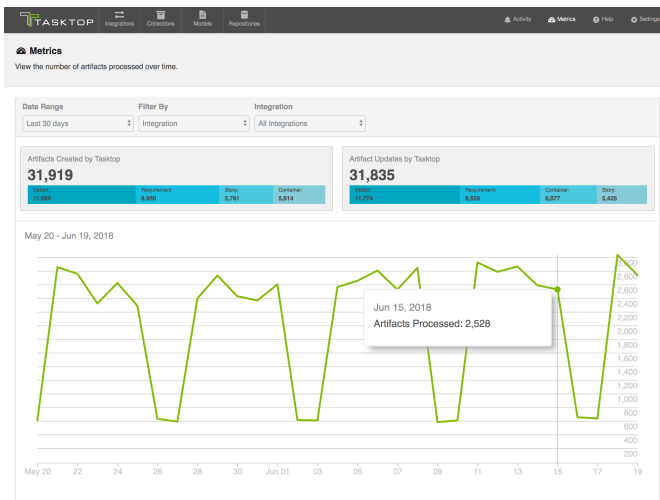 TASKTOP
Integrations
Collections
Models
Repositories
Activity
Metrics
Help
Settings
Metrics
View the number of artifacts processed over time.
Date Range
Filter By
Integration
Last 30 days
Integration
All Integrations
Artifacts Created by Tasktop
31,919
Defect:
Requirement:
Story:
Container:
8,950
5,781
5,614
Artifact Updates by Tasktop
31,835
Defect:
Requirement:
Container:
Story:
11,774
8,559
6,077
5,425
May 20 - Jun 19, 2018
Jun 15, 2018
Artifacts Processed: 2,528
3,000
2,800
2,600
2,400
2,200
2,000
1,800
1,600
1,400
1,200
1,000
800
600
400
200
May 20
22
24
26
28
30
Jun 01
03
05
07
09
11
13
15
17
19